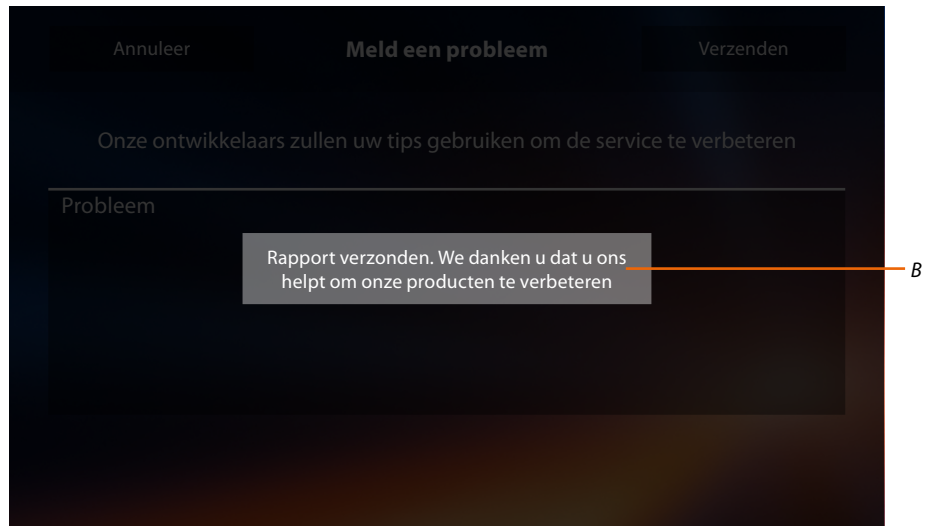 Annuleer Meld een probleem Verzenden
Onze ontwikkelaars zullen uw tips gebruiken om de service te verbeteren
Probleem
Rapport verzonden. We danken u dat u ons
helpt om onze producten te verbeteren
B